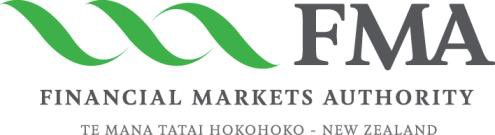 FMA
FINANCIAL MARKETS AUTHORITY
TE MANA TATAI HOKOHOKO - NEW ZEALAND